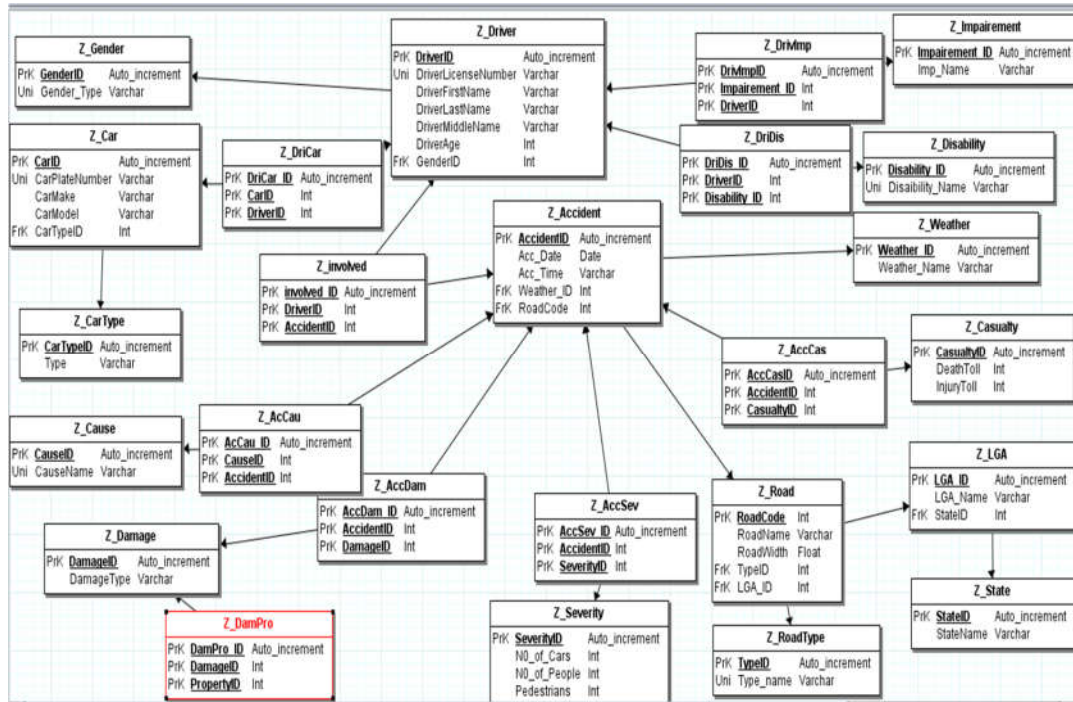 Z_Gender
PrK GenderID Auto_increment
Uni Gender_Type Varchar
Z_Driver
PrK DriverID Auto_increment
Uni DriverLicenseNumber Varchar
DriverFirstName Varchar
DriverLastName Varchar
DriverMiddleName Varchar
DriverAge Int
FrK GenderID Int
Z_DrivImp
PrK DrivImpID Auto_increment
PrK Impairement_ID Int
PrK DriverID Int
Z_Impairement
PrK Impairement_ID Auto_increment
Imp_Name Varchar
Z_Car
PrK CarID Auto_increment
Uni CarPlateNumber Varchar
CarMake Varchar
CarModel Varchar
FrK CarTypeID Int
Z_DriCar
PrK DriCar_ID Auto_increment
PrK CarID Int
PrK DriverID Int
Z_DriDis
PrK DriDis_ID Auto_increment
PrK DriverID Int
PrK Disability_ID Int
Z_Disability
PrK Disability_ID Auto_increment
Uni Disaibility_Name Varchar
Z_Accident
PrK AccidentID Auto_increment
Acc_Date Date
Acc_Time Varchar
FrK Weather_ID Int
FrK RoadCode Int
Z_Weather
PrK Weather_ID Auto_increment
Weather_Name Varchar
Z_involved
PrK involved_ID Auto_increment
PrK DriverID Int
PrK AccidentID Int
Z_CarType
PrK CarTypeID Auto_increment
Type Varchar
Z_AccCas
PrK AccCasID Auto_increment
PrK AccidentID Int
PrK CasualtyID Int
Z_Casualty
PrK CasualtyID Auto_increment
DeathToll Int
InjuryToll Int
Z_Cause
PrK CauseID Auto_increment
Uni CauseName Varchar
Z_AcCau
PrK AcCau_ID Auto_increment
PrK CauseID Int
PrK AccidentID Int
Z_AccDam
PrK AccDam_ID Auto_increment
PrK AccidentID Int
PrK DamageID Int
Z_AccSev
PrK AccSev_ID Auto_increment
PrK AccidentID Int
PrK SeverityID Int
Z_Road
PrK RoadCode Int
RoadName Varchar
RoadWidth Float
FrK TypeID Int
FrK LGA_ID Int
Z_LGA
PrK LGA_ID Auto_increment
LGA_Name Varchar
FrK StateID Int
Z_Damage
PrK DamageID Auto_increment
DamageType Varchar
Z_DamPro
PrK DamPro_ID Auto_increment
PrK DamageID Int
PrK PropertyID Int
Z_Severity
PrK SeverityID Auto_increment
N0_of_Cars Int
N0_of_People Int
Pedestrians Int
Z_RoadType
PrK TypeID Auto_increment
Uni Type_name Varchar
Z_State
PrK StateID Auto_increment
StateName Varchar